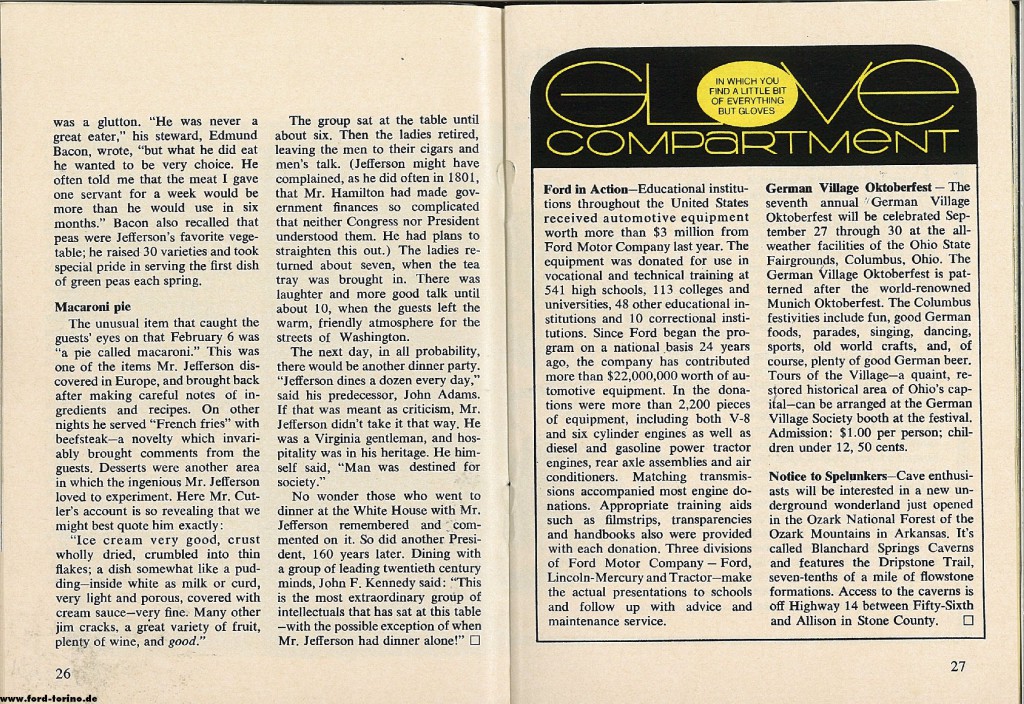 was a glutton. "He was never a
great eater," his steward, Edmund
Bacon, wrote, "but what he did eat
he wanted to be very choice. He
often told me that the meat I gave
one servant for a week would be
more than he would use in six
months." Bacon also recalled that
peas were Jefferson's favorite vege-
table; he raised 30 varieties and took
special pride in serving the first dish
of green peas each spring.
Macaroni pie
The unusual item that caught the
guests' eyes on that February 6 was
"a pie called macaroni." This was
one of the items Mr. Jefferson dis-
covered in Europe, and brought back
after making careful notes of in-
gredients and recipes. On other
nights he served "French fries" with
beefsteak—a novelty which invari-
ably brought comments from the
guests. Desserts were another area
in which the ingenious Mr. Jefferson
loved to experiment. Here Mr. Cut-
ler's account is so revealing that we
might best quote him exactly:
"Ice cream very good, crust
wholly dried, crumbled into thin
flakes; a dish somewhat like a pud-
ding—inside white as milk or curd,
very light and porous, covered with
cream sauce—very fine. Many other
jim cracks, a great variety of fruit,
plenty of wine, and good."
26
The group sat at the table until
about six. Then the ladies retired,
leaving the men to their cigars and
men's talk. (Jefferson might have
complained, as he did often in 1801,
that Mr. Hamilton had made gov-
ernment finances so complicated
that neither Congress nor President
understood them. He had plans to
straighten this out.) The ladies re-
turned about seven, when the tea
tray was brought in. There was
laughter and more good talk until
about 10, when the guests left the
warm, friendly atmosphere for the
streets of Washington.
The next day, in all probability,
there would be another dinner party.
"Jefferson dines a dozen every day,"
said his predecessor, John Adams.
If that was meant as criticism, Mr.
Jefferson didn't take it that way. He
was a Virginia gentleman, and hos-
pitality was in his heritage. He him-
self said, "Man was destined for
society."
No wonder those who went to
dinner at the White House with Mr.
Jefferson remembered and com-
mented on it. So did another Presi-
dent, 160 years later. Dining with
a group of leading twentieth century
minds, John F. Kennedy said: "This
is the most extraordinary group of
intellectuals that has sat at this table
—with the possible exception of when
Mr. Jefferson had dinner alone!" □
GLOVE
IN WHICH YOU
FIND A LITTLE BIT
OF EVERYTHING
BUT GLOVES
COMPARTMENT
Ford in Action—Educational institu-
tions throughout the United States
received automotive equipment
worth more than $3 million from
Ford Motor Company last year. The
equipment was donated for use in
vocational and technical training at
541 high schools, 113 colleges and
universities, 48 other educational in-
stitutions and 10 correctional insti-
tutions. Since Ford began the pro-
gram on a national basis 24 years
ago, the company has contributed
more than $22,000,000 worth of au-
tomotive equipment. In the dona-
tions were more than 2,200 pieces
of equipment, including both V-8
and six cylinder engines as well as
diesel and gasoline power tractor
engines, rear axle assemblies and air
conditioners. Matching transmis-
sions accompanied most engine do-
nations. Appropriate training aids
such as filmstrips, transparencies
and handbooks also were provided
with each donation. Three divisions
of Ford Motor Company — Ford,
Lincoln-Mercury and Tractor—make
the actual presentations to schools
and follow up with advice and
maintenance service.
German Village Oktoberfest — The
seventh annual German Village
Oktoberfest will be celebrated Sep-
tember 27 through 30 at the all-
weather facilities of the Ohio State
Fairgrounds, Columbus, Ohio. The
German Village Oktoberfest is pat-
terned after the world-renowned
Munich Oktoberfest. The Columbus
festivities include fun, good German
foods, parades, singing, dancing,
sports, old world crafts, and, of
course, plenty of good German beer.
Tours of the Village—a quaint, re-
stored historical area of Ohio's cap-
ital—can be arranged at the German
Village Society booth at the festival.
Admission: $1.00 per person; chil-
dren under 12, 50 cents.
Notice to Spelunkers—Cave enthusi-
asts will be interested in a new un-
derground wonderland just opened
in the Ozark National Forest of the
Ozark Mountains in Arkansas. It's
called Blanchard Springs Caverns
and features the Dripstone Trail,
seven-tenths of a mile of flowstone
formations. Access to the caverns is
off Highway 14 between Fifty-Sixth
and Allison in Stone County. □
27
www.ford-torino.de